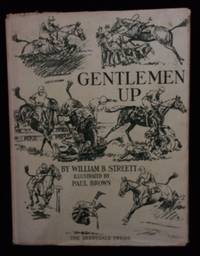 GENTLEMEN
UP
BY WILLIAM B. STREETT
ILLUSTRATED BY
PAUL BROWN
THE DERRYDALE PRESS